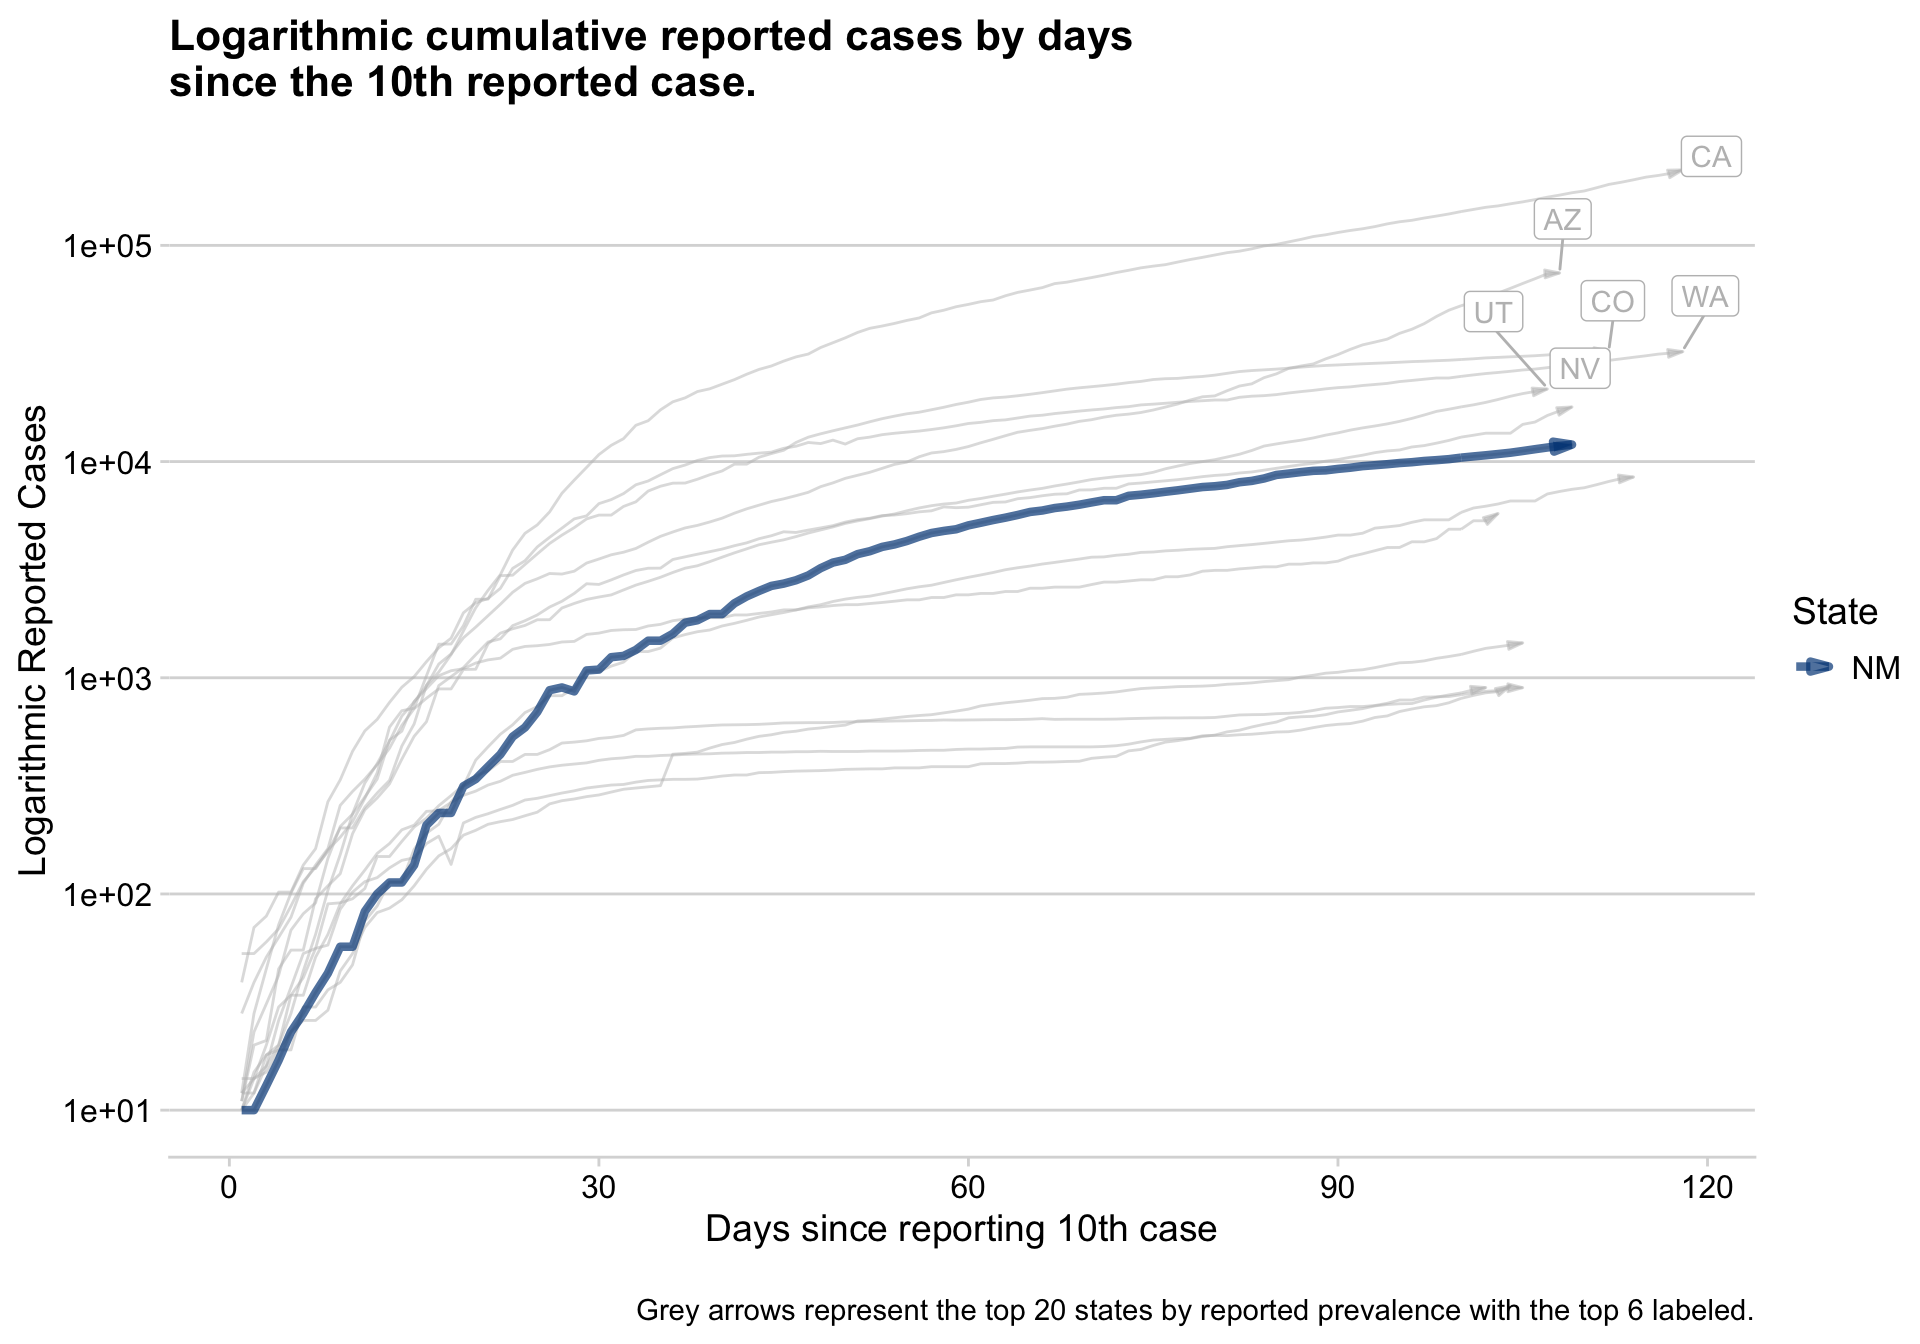 Logarithmic cumulative reported cases by days
since the 10th reported case.
CA
AZ
UT
CO
WA
NV
1e+05
1e+04
1e+03
1e+02
1e+01
Logarithmic Reported Cases
State
NM
0
30
60
90
120
Days since reporting 10th case
Grey arrows represent the top 20 states by reported prevalence with the top 6 labeled.